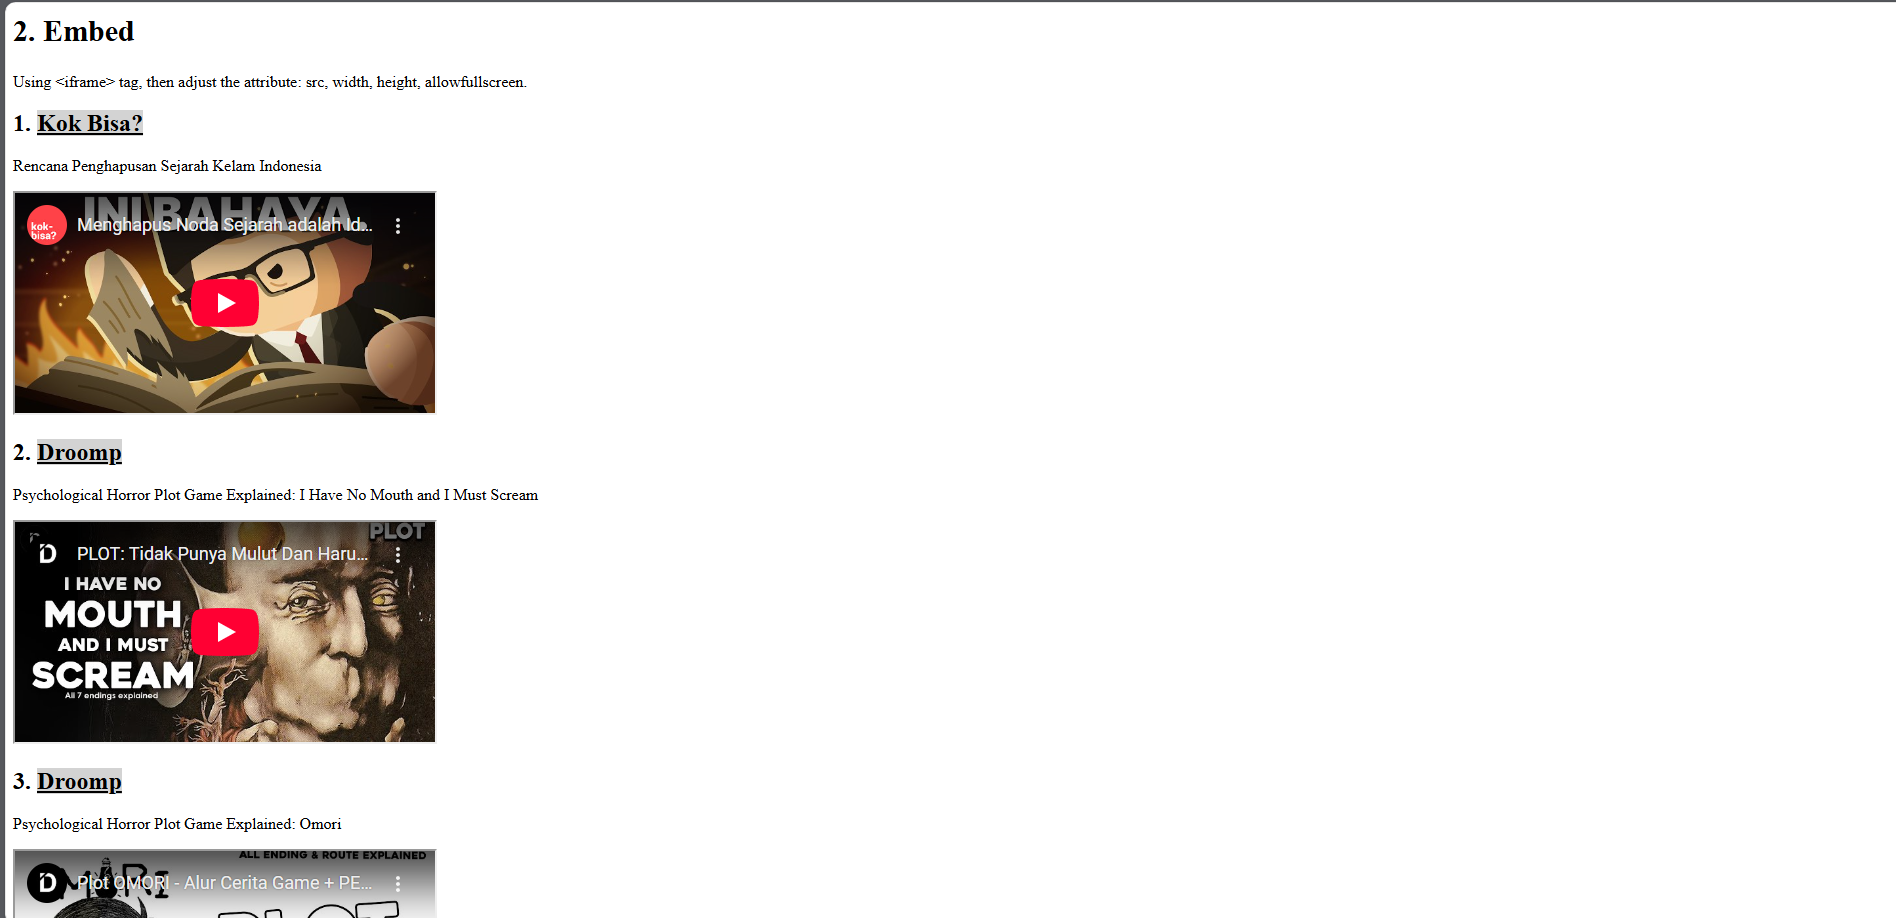 2. Embed
Using <iframe> tag, then adjust the attribute: src, width, height, allowfullscreen.
1. Kok Bisa?
Rencana Penghapusan Sejarah Kelam Indonesia
INI BAHAYA
kok-
bisa?
Menghapus Noda Sejarah adalah Id...
2. Droomp
Psychological Horror Plot Game Explained: I Have No Mouth and I Must Scream
PLOT
D PLOT: Tidak Punya Mulut Dan Haru...
I HAVE NO
MOUTH
AND I MUST
SCREAM
All 7 endings explained
3. Droomp
Psychological Horror Plot Game Explained: Omori
ALL ENDING & ROUTE EXPLAINED
OMORI
D Plot OMORI - Alur Cerita Game + PE...
PLOT